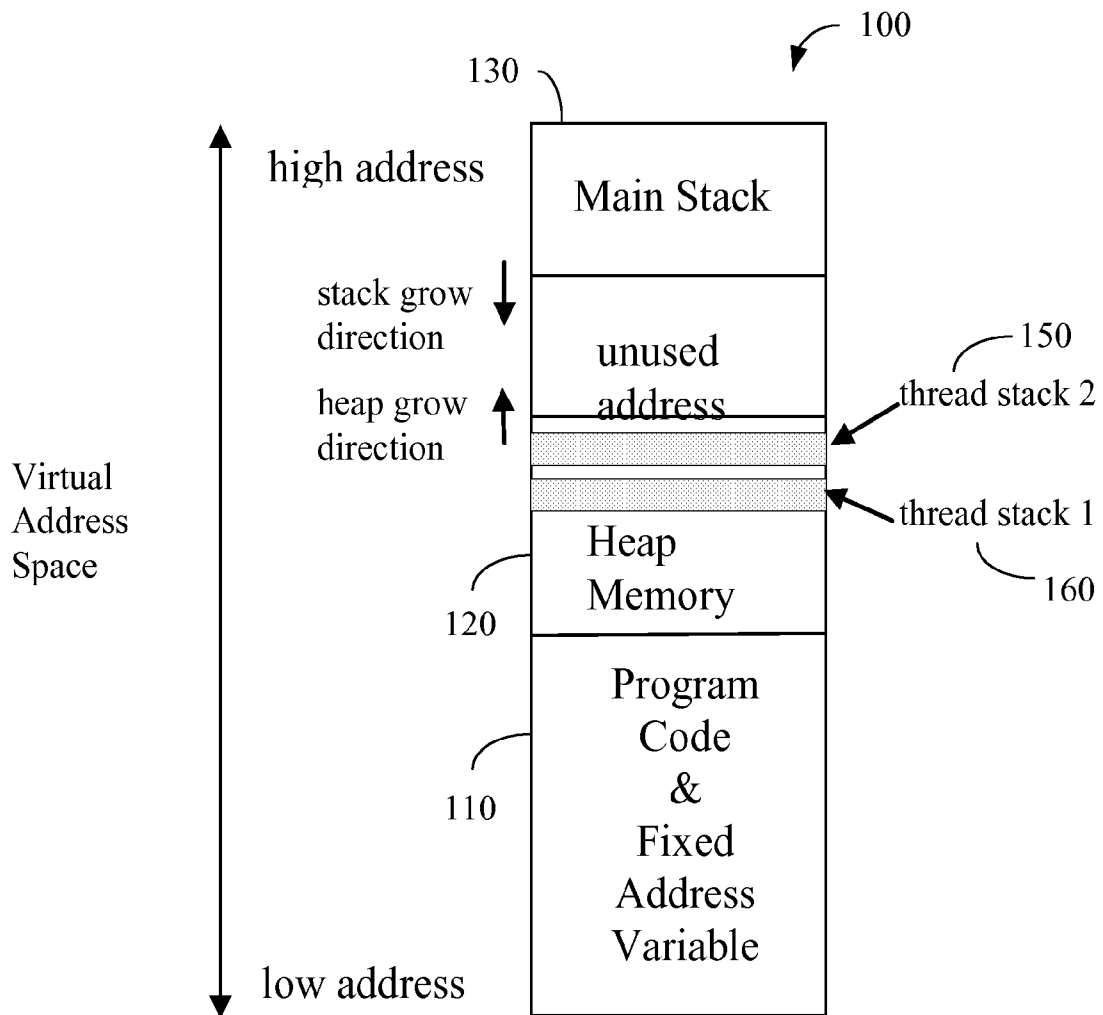 100
130
high address
Main Stack
stack grow
direction
unused
address
150
thread stack 2
heap grow
direction
Virtual
Address
Space
thread stack 1
160
Heap
Memory
120
Program
Code
&
Fixed
Address
Variable
110
low address